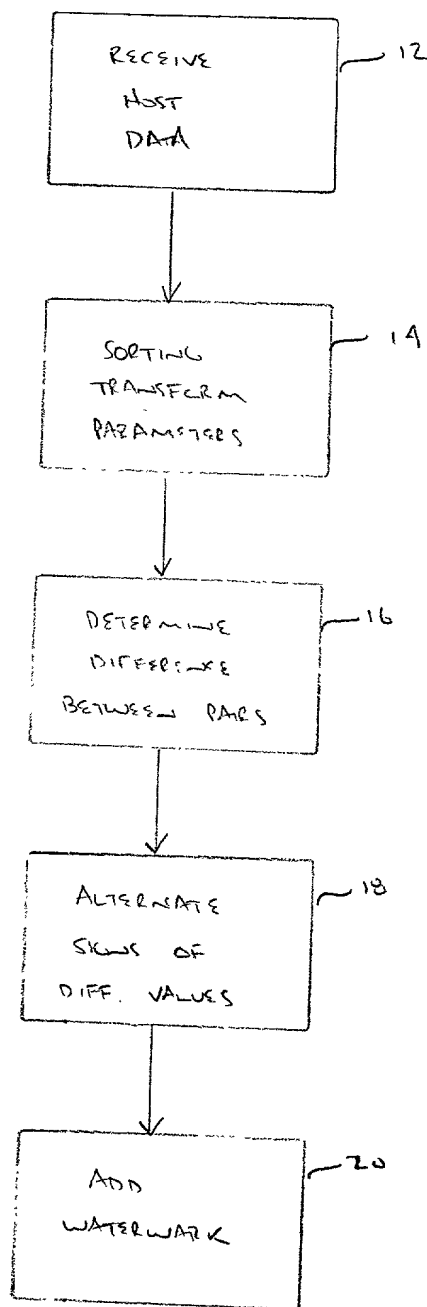 RECEIVE
HOST
DATA
12
SORTING
TRANSFORM
PARAMETERS
14
DETERMINE
DIFFERENCE
BETWEEN PAIRS
16
ALTERNATE
SIGNS OF
DIFF. VALUES
18
ADD
WATERWARK
20